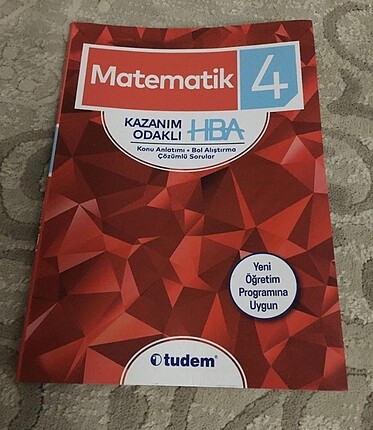 Matematik 4
KAZANIM
ODAKLI HBA
Konu Anlatımı • Bol Alıştırma
Çözümlü Sorular
Yeni
Öğretim
Programına
Uygun
tudem®